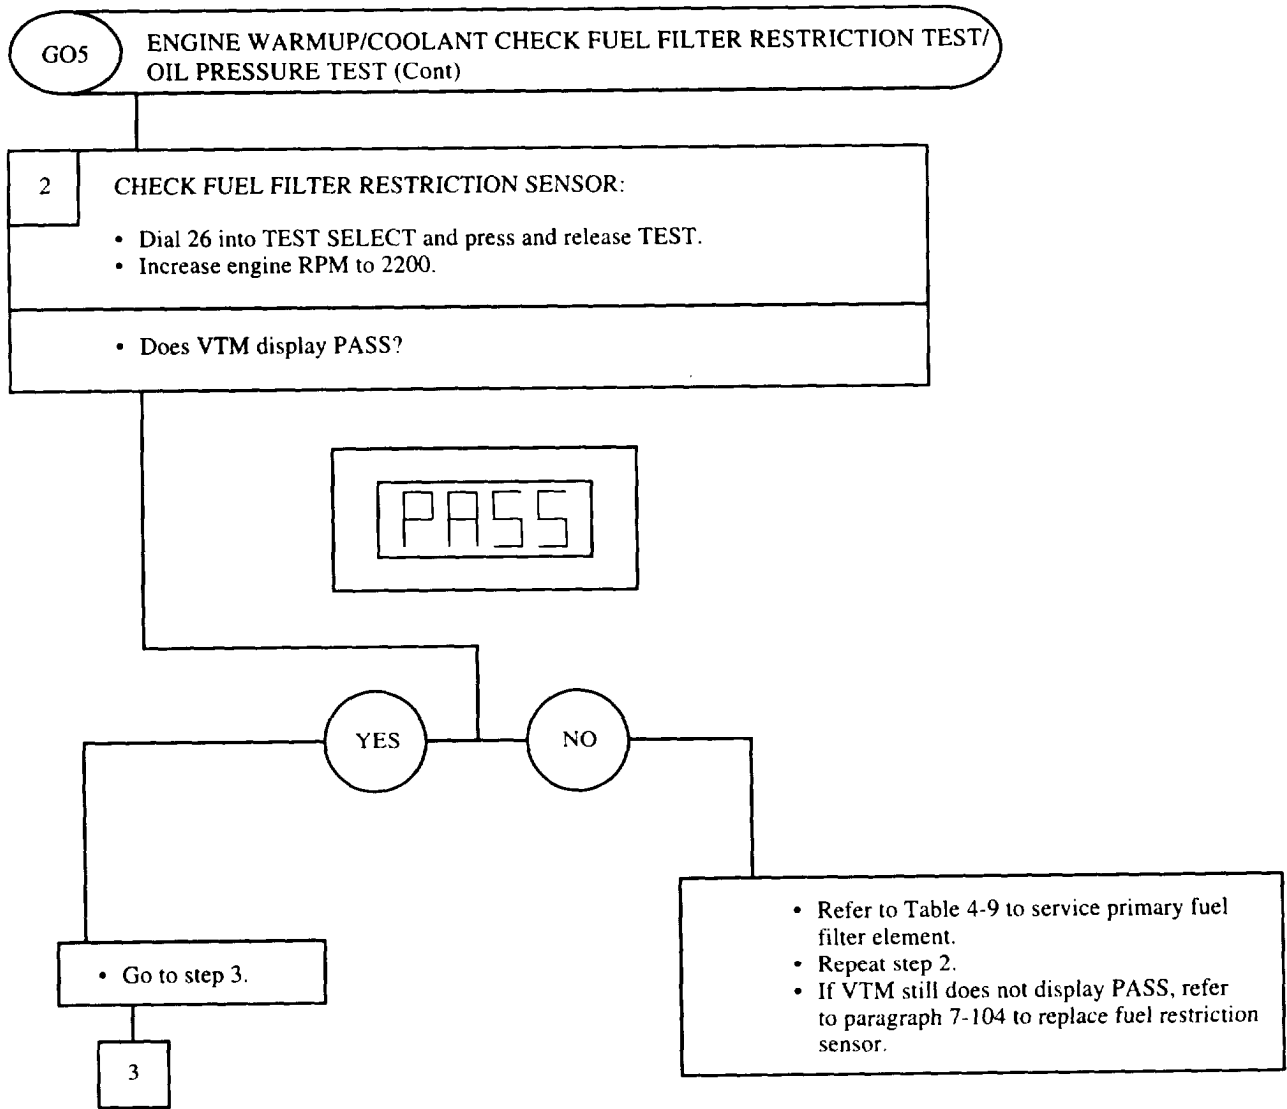 GO5
ENGINE WARMUP/COOLANT CHECK FUEL FILTER RESTRICTION TEST/
OIL PRESSURE TEST (Cont)
2
CHECK FUEL FILTER RESTRICTION SENSOR:
• Dial 26 into TEST SELECT and press and release TEST.
• Increase engine RPM to 2200.
• Does VTM display PASS?
PASS
YES
NO
• Go to step 3.
3
• Refer to Table 4-9 to service primary fuel
filter element.
• Repeat step 2.
• If VTM still does not display PASS, refer
to paragraph 7-104 to replace fuel restriction
sensor.